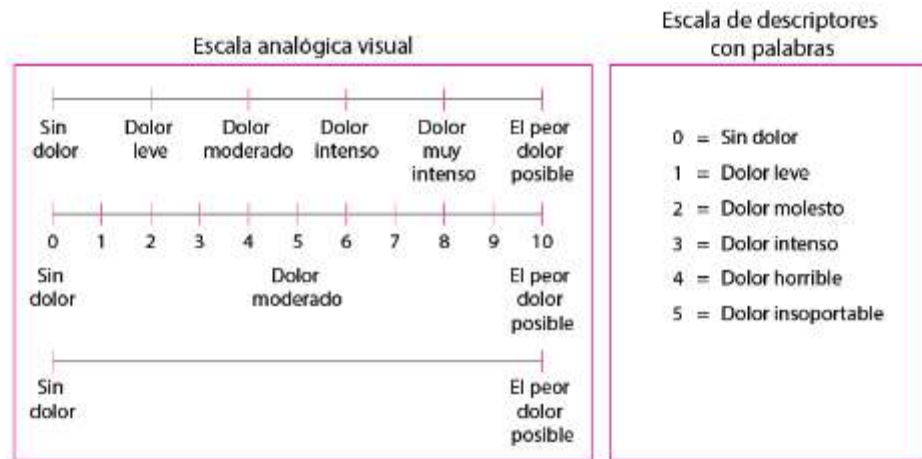 Escala analógica visual
Sin dolor
Dolor leve
Dolor moderado
Dolor intenso
Dolor muy intenso
El peor dolor posible
0 1 2 3 4 5 6 7 8 9 10
Sin dolor
Dolor moderado
El peor dolor posible
Sin dolor
El peor dolor posible
Escala de descriptores
con palabras
0 = Sin dolor
1 = Dolor leve
2 = Dolor molesto
3 = Dolor intenso
4 = Dolor horrible
5 = Dolor insoportable